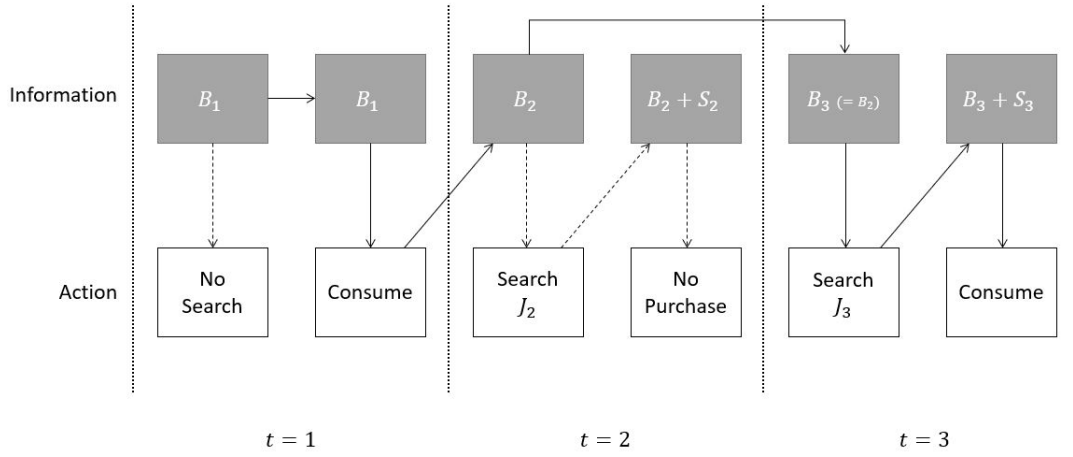 Information
B₁
B₁
B₂
B₂ + S₂
B₃ (= B₂)
B₃ + S₃
Action
No
Search
Consume
Search
J₂
No
Purchase
Search
J₃
Consume
t = 1
t = 2
t = 3